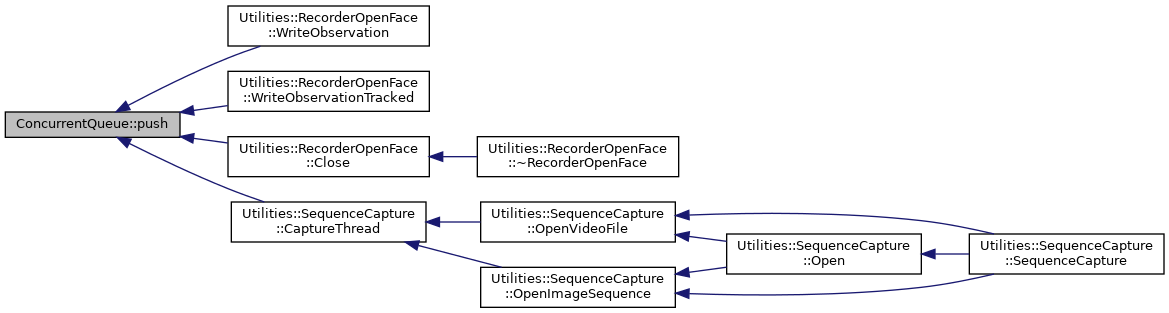 Utilities::RecorderOpenFace
::WriteObservation
Utilities::RecorderOpenFace
::WriteObservationTracked
ConcurrentQueue::push
Utilities::RecorderOpenFace
::Close
Utilities::RecorderOpenFace
::~RecorderOpenFace
Utilities::SequenceCapture
::CaptureThread
Utilities::SequenceCapture
::OpenVideoFile
Utilities::SequenceCapture
::Open
Utilities::SequenceCapture
::SequenceCapture
Utilities::SequenceCapture
::OpenImageSequence